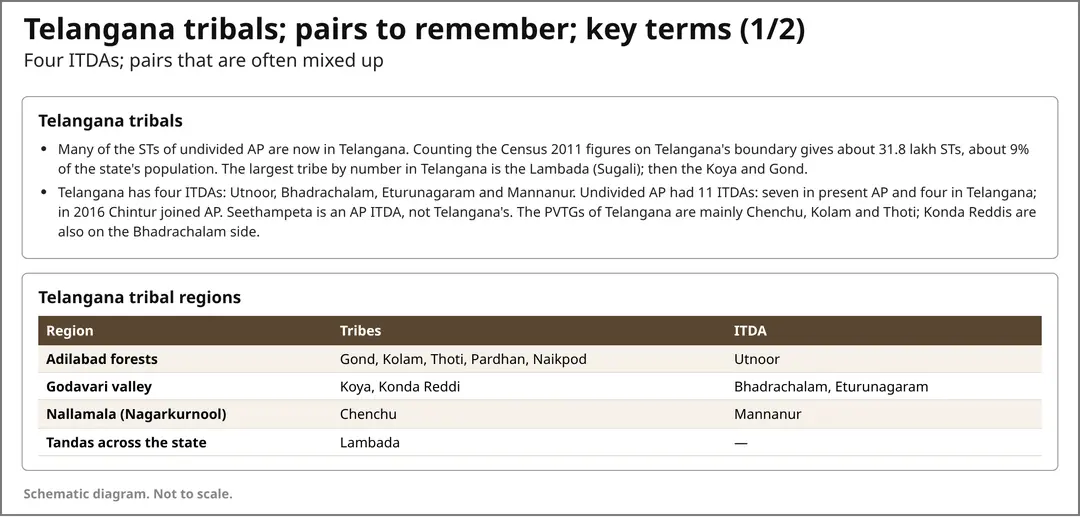 Telangana tribals; pairs to remember; key terms (1/2)
Four ITDAs; pairs that are often mixed up
Telangana tribals
• Many of the STs of undivided AP are now in Telangana. Counting the Census 2011 figures on Telangana's boundary gives about 31.8 lakh STs, about 9%
of the state's population. The largest tribe by number in Telangana is the Lambada (Sugali); then the Koya and Gond.
• Telangana has four ITDAs: Utnoor, Bhadrachalam, Eturunagaram and Mannanur. Undivided AP had 11 ITDAs: seven in present AP and four in Telangana;
in 2016 Chintur joined AP. Seethampeta is an AP ITDA, not Telangana's. The PVTGs of Telangana are mainly Chenchu, Kolam and Thoti; Konda Reddis are
also on the Bhadrachalam side.
Telangana tribal regions
Region Tribes ITDA
Adilabad forests Gond, Kolam, Thoti, Pardhan, Naikpod Utnoor
Godavari valley Koya, Konda Reddi Bhadrachalam, Eturunagaram
Nallamala (Nagarkurnool) Chenchu Mannanur
Tandas across the state Lambada —
Schematic diagram. Not to scale.